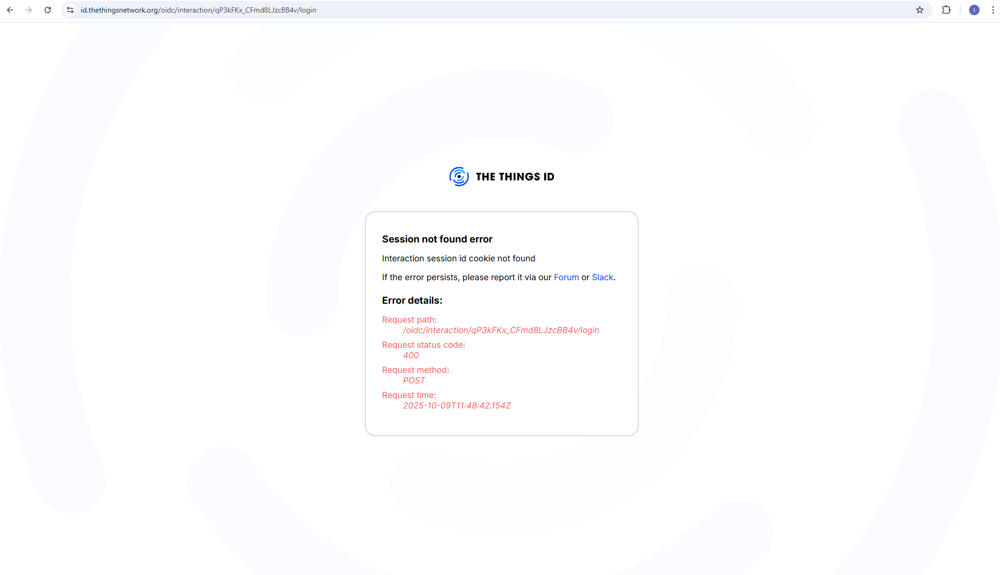 id.thethingsnetwork.org/oidc/interaction/qP3kFKx_CFmd8LJzcBB4v/login
I
THE THINGS ID
Session not found error
Interaction session id cookie not found
If the error persists, please report it via our Forum or Slack.
Error details:
Request path:
/oidc/interaction/qP3kFKx_CFmd8LJzcBB4v/login
Request status code:
400
Request method:
POST
Request time:
2025-10-09T11:48:42.154Z